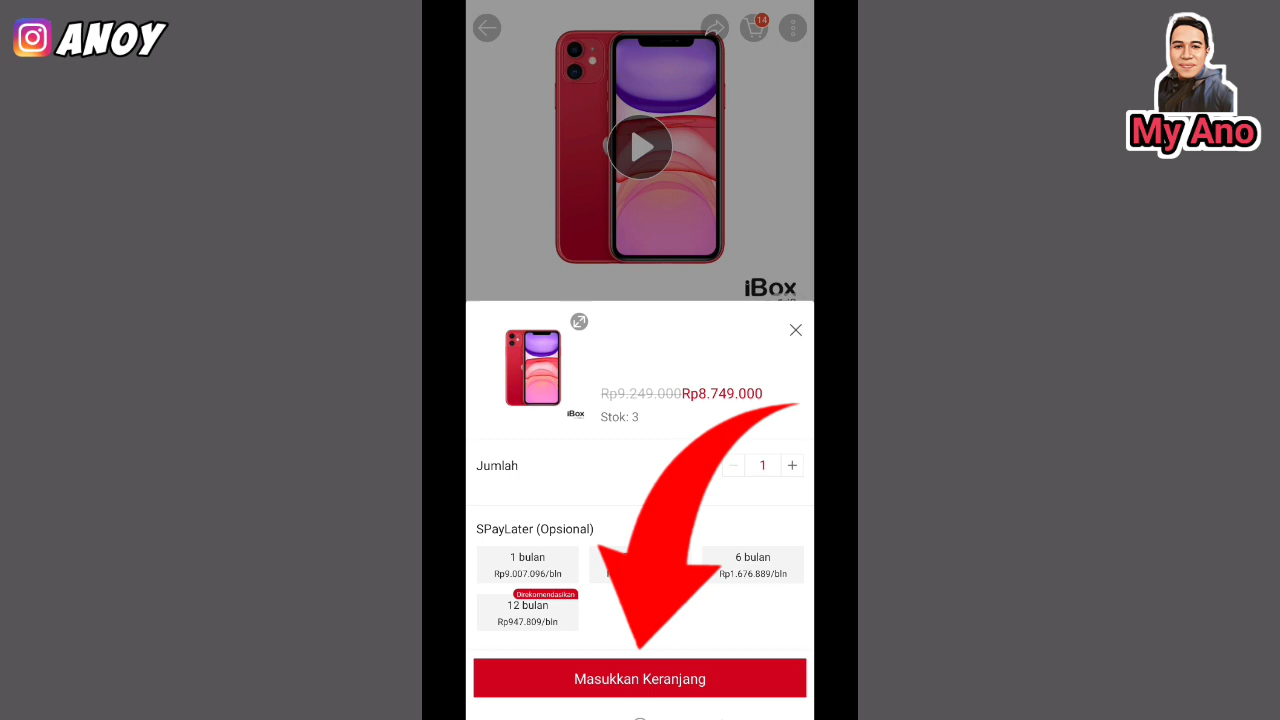 ANOY
My Ano
14
iBox
iBox
Rp9.249.000 Rp8.749.000
Stok: 3
Jumlah
1
SPayLater (Opsional)
1 bulan
Rp9.007.096/bln
6 bulan
Rp1.676.889/bln
Direkomendasikan
12 bulan
Rp947.809/bln
Masukkan Keranjang